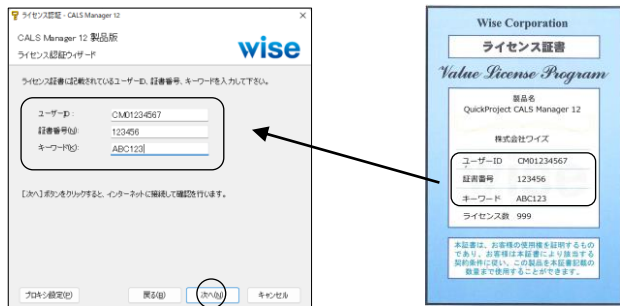 ライセンス認証 - CALS Manager 12
CALS Manager 12 製品版
ライセンス認証ウィザード
wise
ライセンス証書に記載されているユーザーID、証書番号、キーワードを入力して下さい。
ユーザーID:
CM01234567
証書番号(N):
123456
キーワード(K):
ABC123
[次へ]ボタンをクリックすると、インターネットに接続して確認を行います。
プロキシ設定(P)
戻る(B)
次へ(N)
キャンセル
Wise Corporation
ライセンス証書
Value License Program
製品名
QuickProject CALS Manager 12
株式会社ワイズ
ユーザーID CM01234567
証書番号 123456
キーワード ABC123
ライセンス数 999
本証書は、お客様の使用権を証明するもの
であり、お客様は本証書により該当する
契約条件に従い、この製品を本証書記載の
数量まで使用することができます。